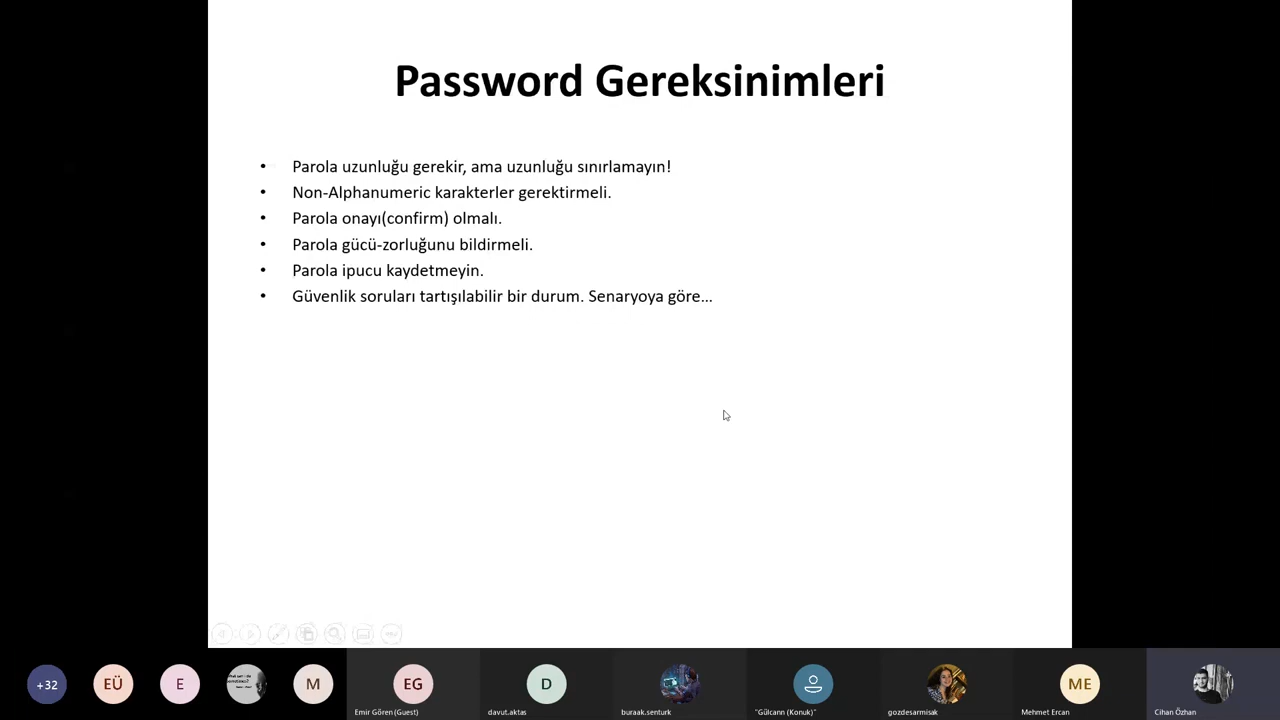 Password Gereksinimleri
• Parola uzunluğu gerekir, ama uzunluğu sınırlamayın!
• Non-Alphanumeric karakterler gerektirmeli.
• Parola onayı(confirm) olmalı.
• Parola gücü-zorluğunu bildirmeli.
• Parola ipucu kaydetmeyin.
• Güvenlik soruları tartışılabilir bir durum. Senaryoya göre...
+32
EÜ
E
M
EG
D
ME
Emir Gören (Guest)
davut.aktas
buraak.senturk
"Gülcann (Konuk)"
gozdesarmisak
Mehmet Ercan
Cihan Özhan